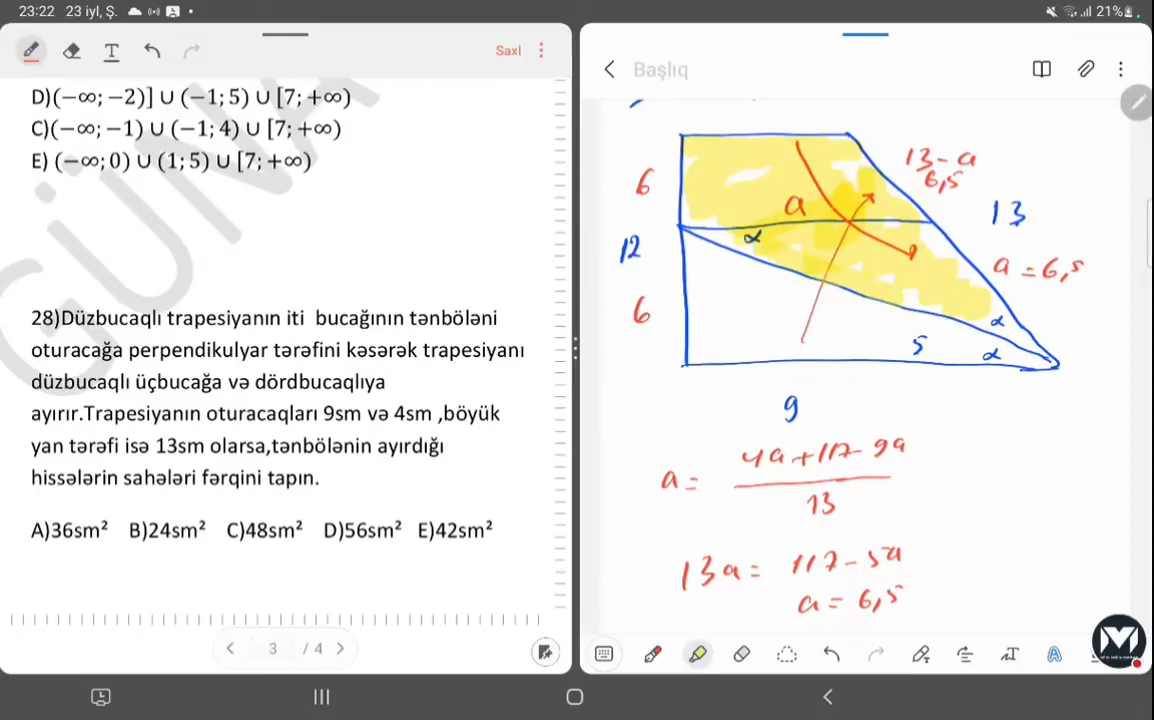 23:22 23 iyl, Ş.
21%
Saxl
Başlıq
D)(−∞; −2)] ∪ (−1; 5) ∪ [7; +∞)
C)(−∞; −1) ∪ (−1; 4) ∪ [7; +∞)
E) (−∞; 0) ∪ (1; 5) ∪ [7; +∞)
GÜNA
28)Düzbucaqlı trapesiyanın iti bucağının tənböləni
oturacağa perpendikulyar tərəfini kəsərək trapesiyanı
düzbucaqlı üçbucağa və dördbucaqlıya
ayırır.Trapesiyanın oturacaqları 9sm və 4sm ,böyük
yan tərəfi isə 13sm olarsa,tənbölənin ayırdığı
hissələrin sahələri fərqini tapın.
A)36sm² B)24sm² C)48sm² D)56sm² E)42sm²
3 / 4
13-a
6,5
6
a
13
α
12
a = 6,5
6
α
5
α
9
a = 4a+117-9a
13
13a = 117-5a
a = 6,5